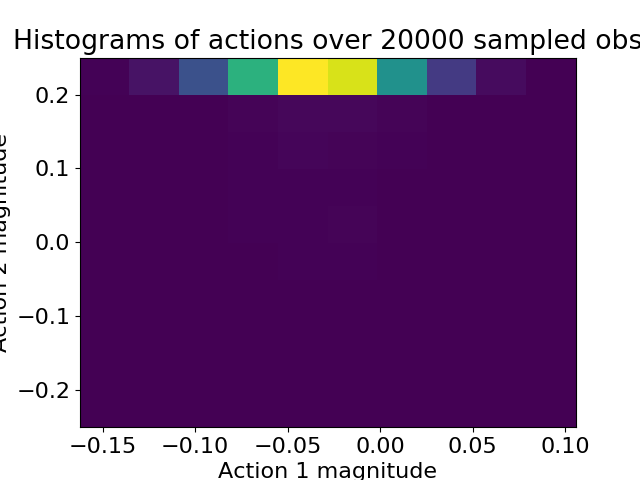 Histograms of actions over 20000 sampled obs
Action 2 magnitude
0.2
0.1
0.0
−0.1
−0.2
−0.15 −0.10 −0.05 0.00 0.05 0.10
Action 1 magnitude